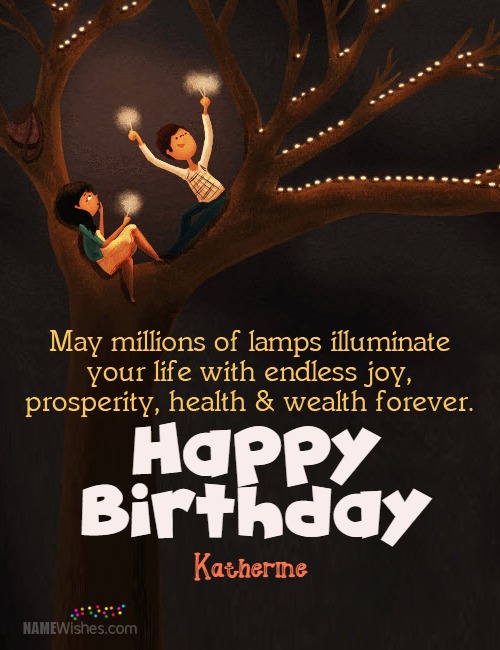 May millions of lamps illuminate
your life with endless joy,
prosperity, health & wealth forever.
Happy
Birthday
Katherine
NAMEWishes.com